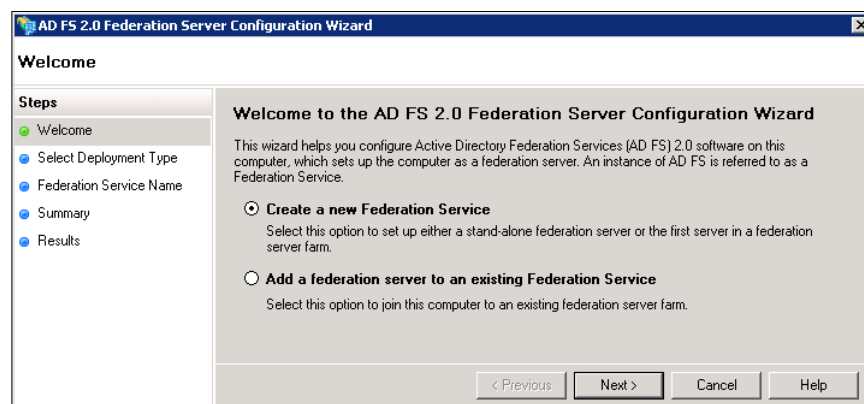 AD FS 2.0 Federation Server Configuration Wizard
Welcome
Steps
Welcome
Select Deployment Type
Federation Service Name
Summary
Results
Welcome to the AD FS 2.0 Federation Server Configuration Wizard
This wizard helps you configure Active Directory Federation Services (AD FS) 2.0 software on this
computer, which sets up the computer as a federation server. An instance of AD FS is referred to as a
Federation Service.
Create a new Federation Service
Select this option to set up either a stand-alone federation server or the first server in a federation
server farm.
Add a federation server to an existing Federation Service
Select this option to join this computer to an existing federation server farm.
< Previous
Next >
Cancel
Help